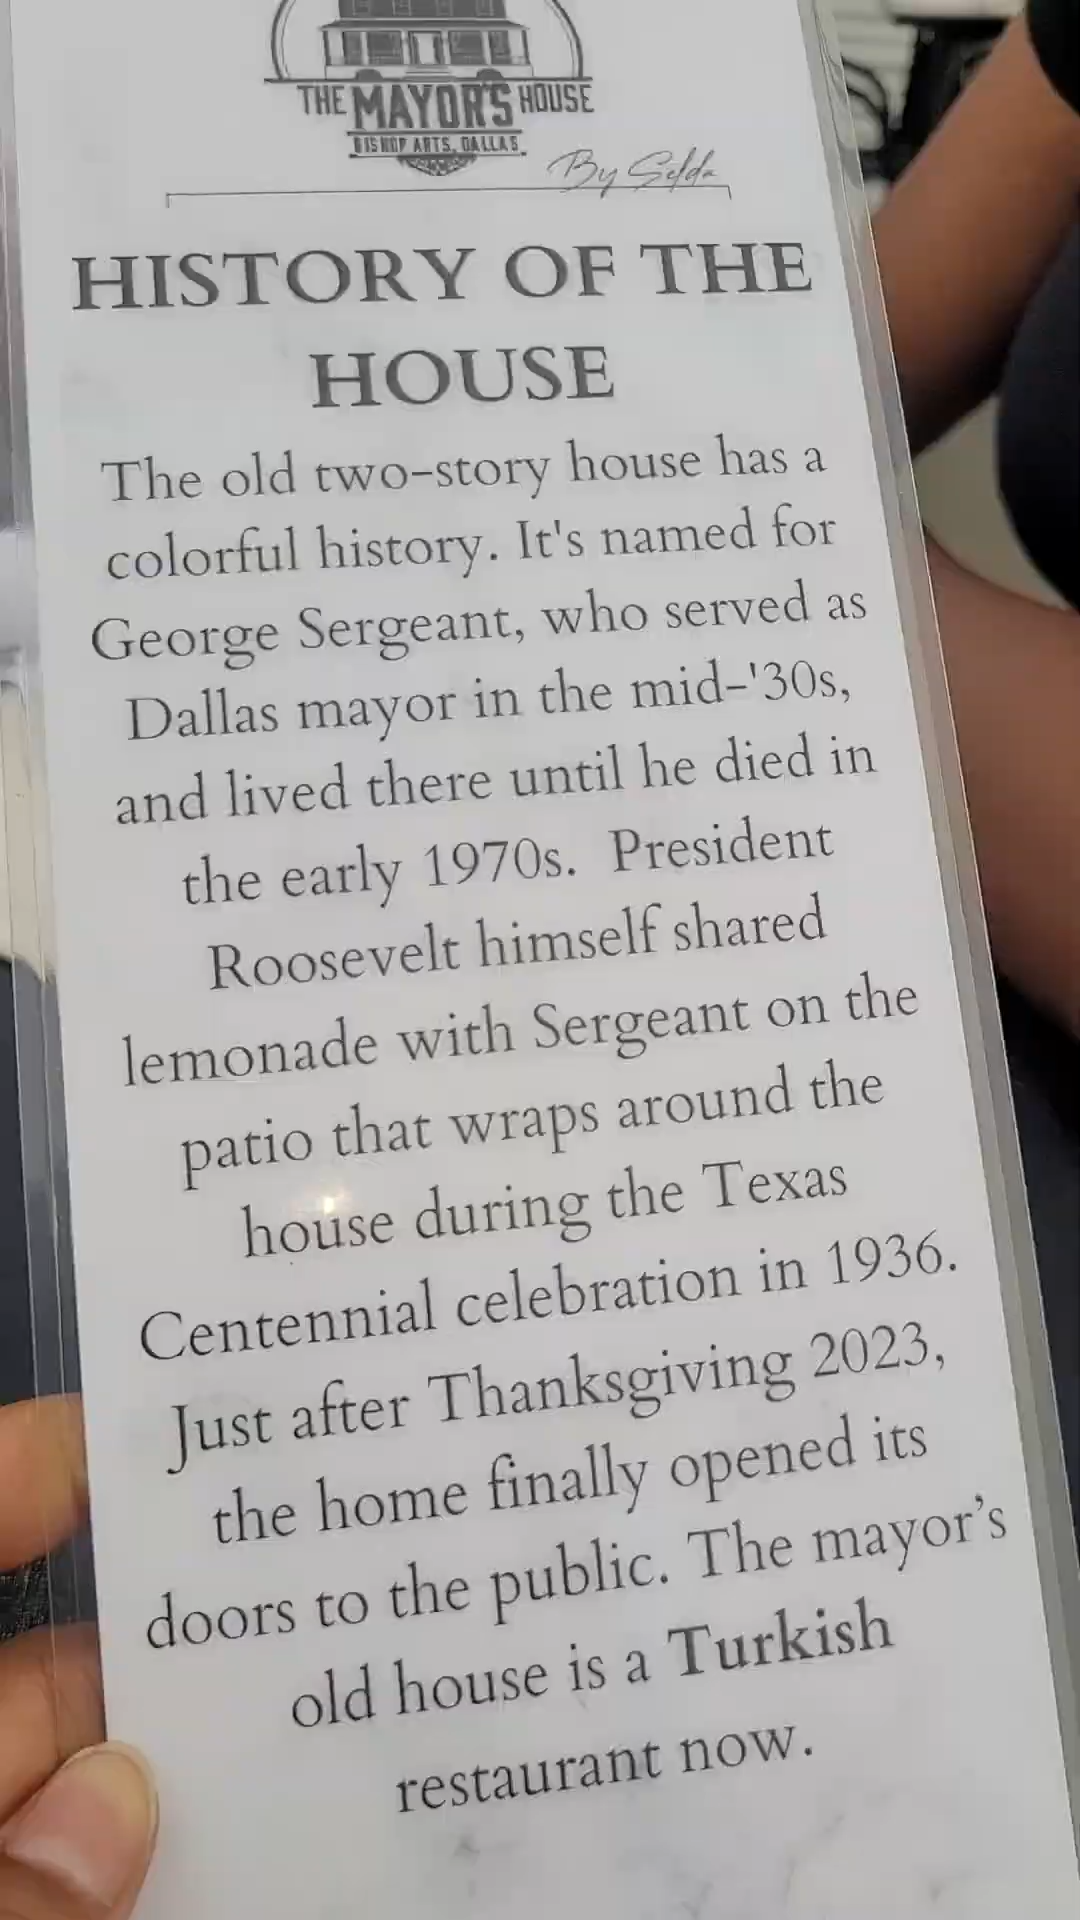 THE MAYOR'S HOUSE
BISHOP ARTS, DALLAS
By Selda
HISTORY OF THE
HOUSE
The old two-story house has a
colorful history. It's named for
George Sergeant, who served as
Dallas mayor in the mid-'30s,
and lived there until he died in
the early 1970s. President
Roosevelt himself shared
lemonade with Sergeant on the
patio that wraps around the
house during the Texas
Centennial celebration in 1936.
Just after Thanksgiving 2023,
the home finally opened its
doors to the public. The mayor's
old house is a Turkish
restaurant now.